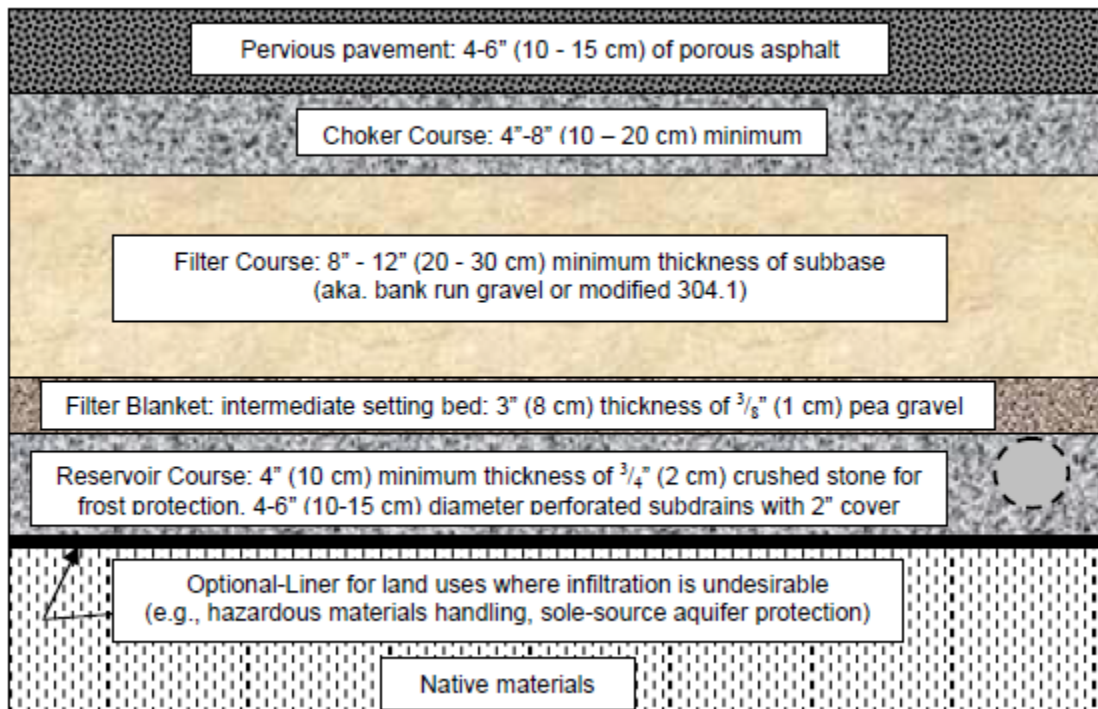 Pervious pavement: 4-6” (10 - 15 cm) of porous asphalt
Choker Course: 4”-8” (10 – 20 cm) minimum
Filter Course: 8” - 12” (20 - 30 cm) minimum thickness of subbase
(aka. bank run gravel or modified 304.1)
Filter Blanket: intermediate setting bed: 3” (8 cm) thickness of 3/8” (1 cm) pea gravel
Reservoir Course: 4” (10 cm) minimum thickness of 3/4” (2 cm) crushed stone for
frost protection. 4-6” (10-15 cm) diameter perforated subdrains with 2” cover
Optional-Liner for land uses where infiltration is undesirable
(e.g., hazardous materials handling, sole-source aquifer protection)
Native materials